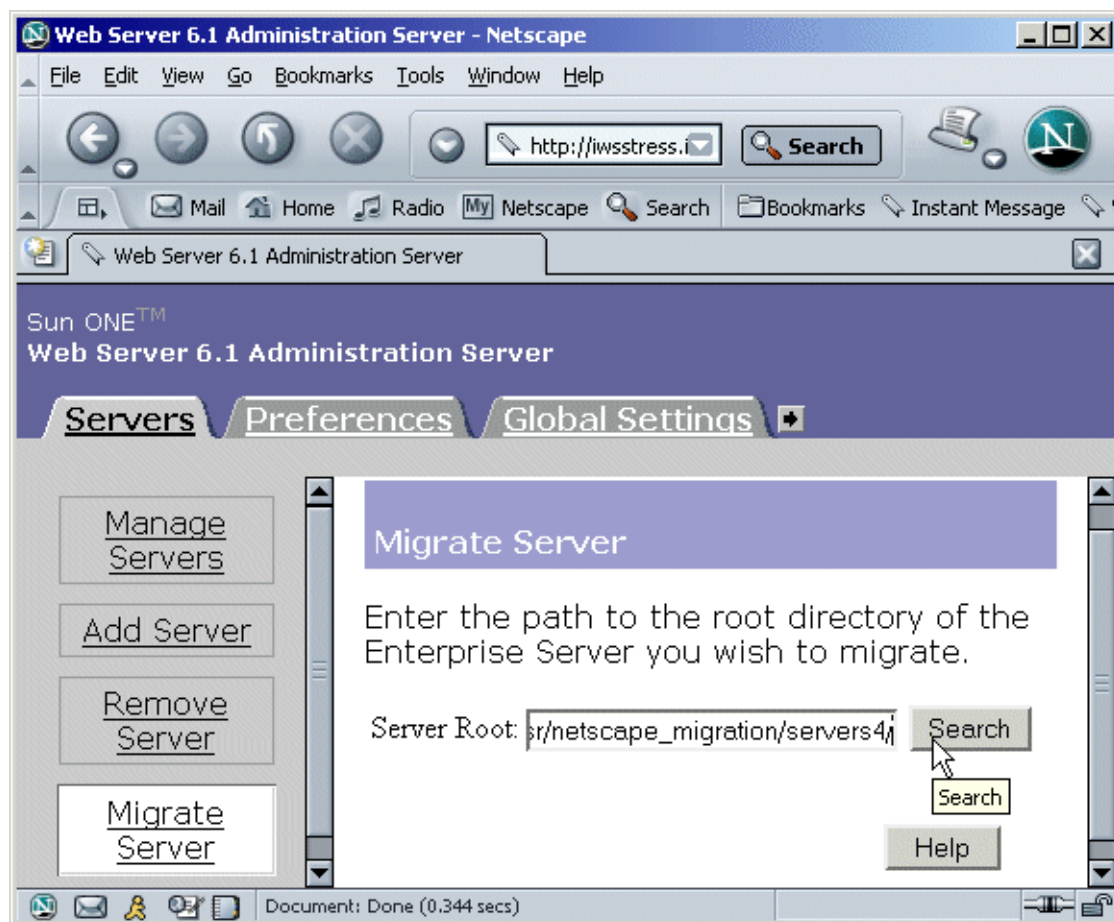 Web Server 6.1 Administration Server - Netscape
File Edit View Go Bookmarks Tools Window Help
http://iwsstress.i Search N
Mail Home Radio My Netscape Search Bookmarks Instant Message
Web Server 6.1 Administration Server
Sun ONE™
Web Server 6.1 Administration Server
Servers Preferences Global Settings
Manage
Servers
Add Server
Remove
Server
Migrate
Server
Migrate Server
Enter the path to the root directory of the
Enterprise Server you wish to migrate.
Server Root: sr/netscape_migration/servers4/ Search
Search
Help
Document: Done (0.344 secs)